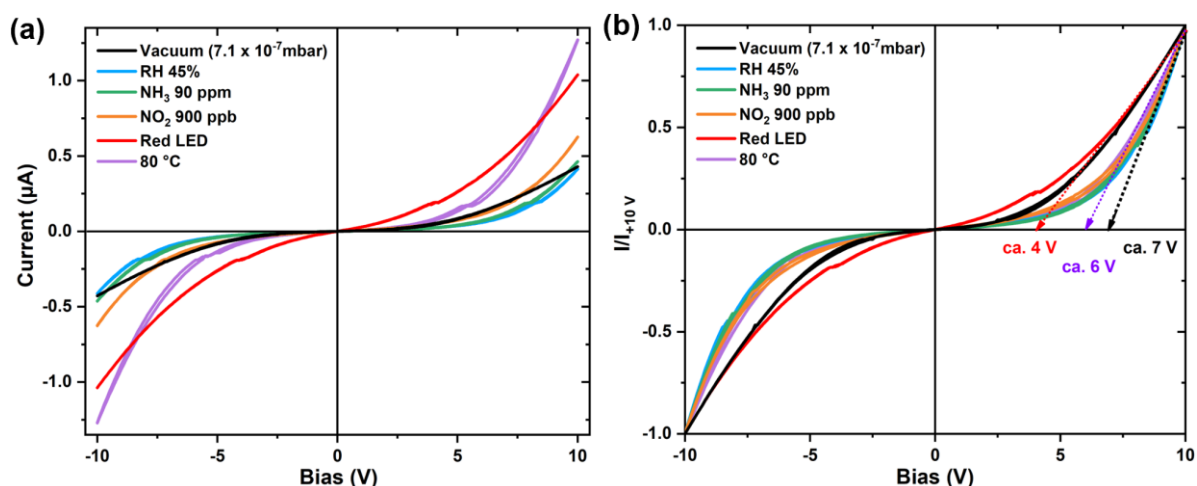 (a)
Vacuum (7.1 x 10⁻⁷mbar)
RH 45%
NH₃ 90 ppm
NO₂ 900 ppb
Red LED
80 °C
1.0
0.5
0.0
-0.5
-1.0
Current (µA)
-10
-5
0
5
10
Bias (V)
(b)
Vacuum (7.1 x 10⁻⁷mbar)
RH 45%
NH₃ 90 ppm
NO₂ 900 ppb
Red LED
80 °C
1.0
0.5
0.0
-0.5
-1.0
I/I₊₁₀ ᵥ
ca. 4 V
ca. 6 V
ca. 7 V
-10
-5
0
5
10
Bias (V)